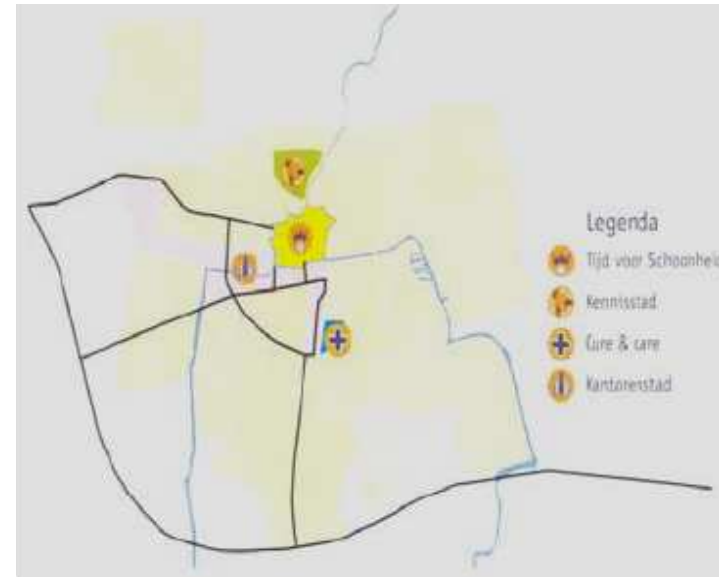 Legenda
Tijd voor Schoonheid
Kennisstad
Cure & care
Kantorenstad